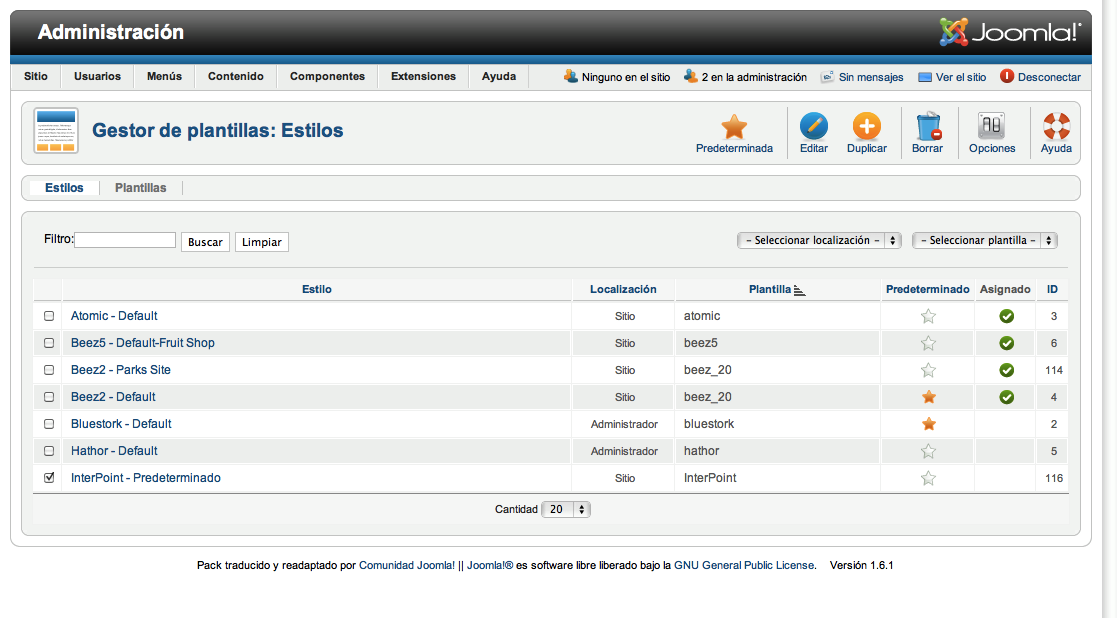 Administración
Joomla!®
Sitio Usuarios Menús Contenido Componentes Extensiones Ayuda Ninguno en el sitio 2 en la administración Sin mensajes Ver el sitio Desconectar
Gestor de plantillas: Estilos
Predeterminada Editar Duplicar Borrar Opciones Ayuda
Estilos Plantillas
Filtro: Buscar Limpiar - Seleccionar localización - - Seleccionar plantilla -
Estilo Localización Plantilla Predeterminado Asignado ID
Atomic - Default Sitio atomic 3
Beez5 - Default-Fruit Shop Sitio beez5 6
Beez2 - Parks Site Sitio beez_20 114
Beez2 - Default Sitio beez_20 4
Bluestork - Default Administrador bluestork 2
Hathor - Default Administrador hathor 5
InterPoint - Predeterminado Sitio InterPoint 116
Cantidad 20
Pack traducido y readaptado por Comunidad Joomla! || Joomla!® es software libre liberado bajo la GNU General Public License. Versión 1.6.1